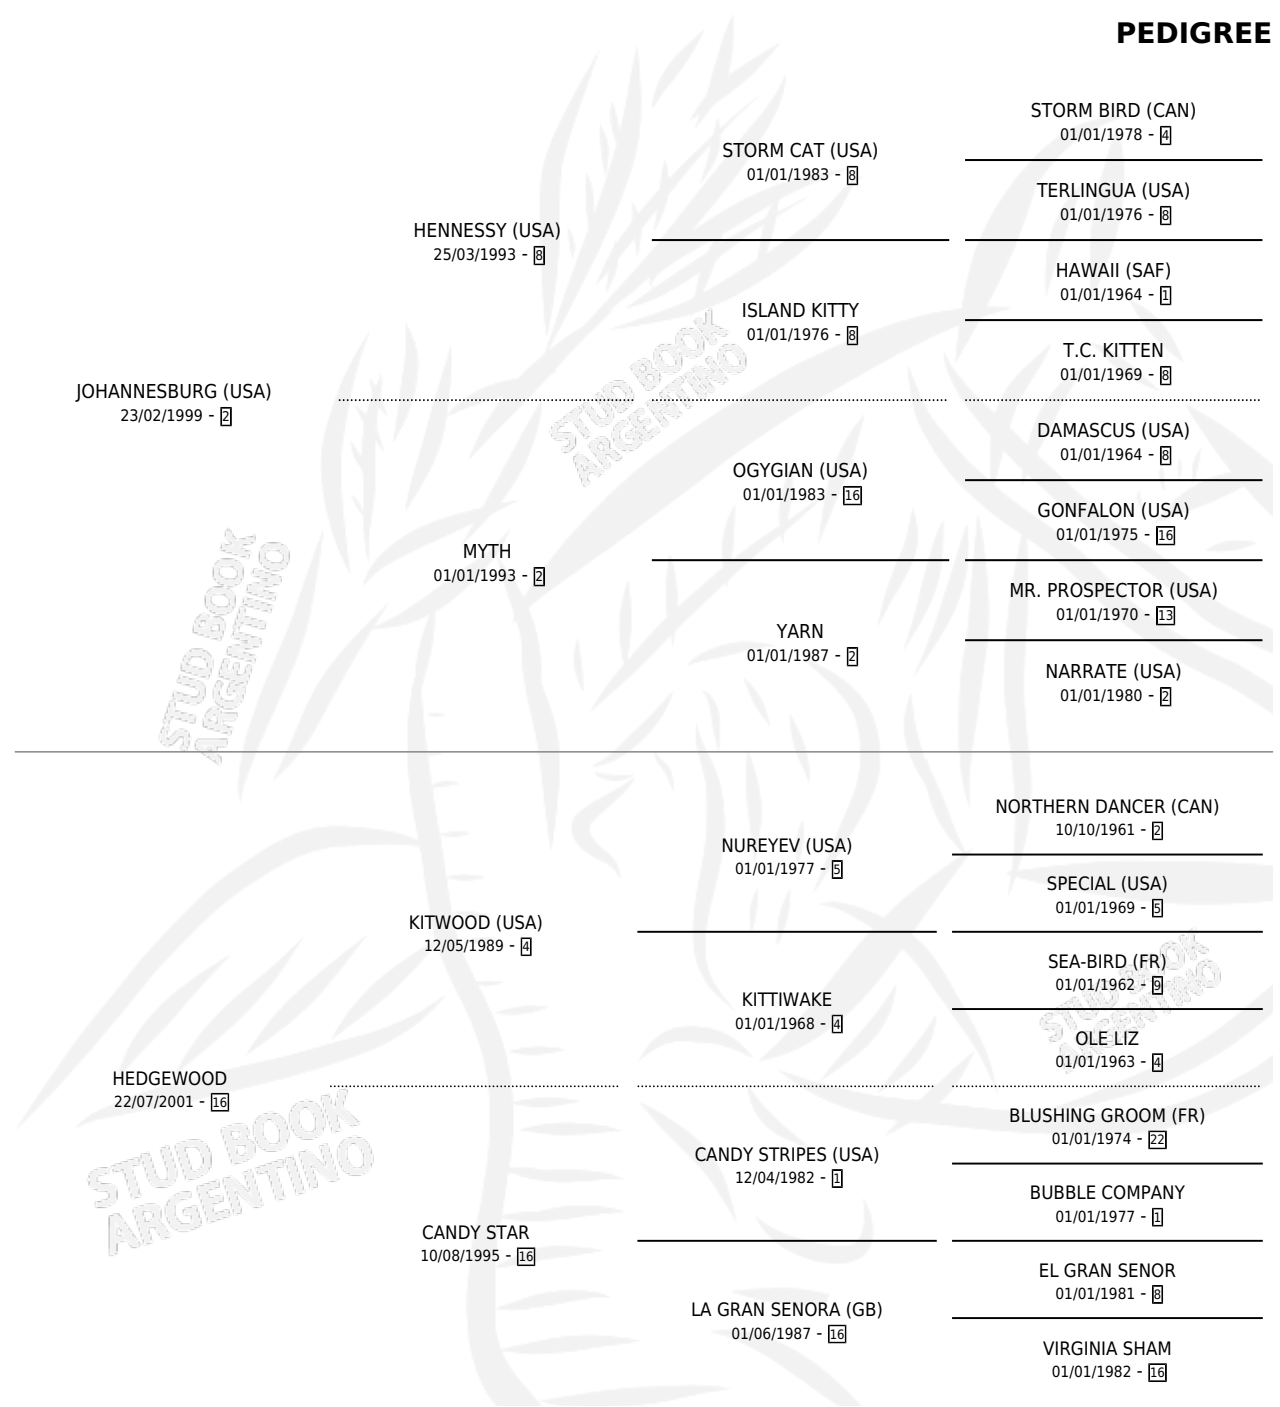 PEDIGREE
STORM BIRD (CAN)
01/01/1978 - 4
STORM CAT (USA)
01/01/1983 - 8
TERLINGUA (USA)
01/01/1976 - 8
HENNESSY (USA)
25/03/1993 - 8
HAWAII (SAF)
01/01/1964 - 1
ISLAND KITTY
01/01/1976 - 8
T.C. KITTEN
01/01/1969 - 8
JOHANNESBURG (USA)
23/02/1999 - 2
STUD BOOK
ARGENTINO
DAMASCUS (USA)
01/01/1964 - 8
OGYGIAN (USA)
01/01/1983 - 16
GONFALON (USA)
01/01/1975 - 16
MYTH
01/01/1993 - 2
MR. PROSPECTOR (USA)
01/01/1970 - 13
YARN
01/01/1987 - 2
NARRATE (USA)
01/01/1980 - 2
STUD BOOK
ARGENTINO
NORTHERN DANCER (CAN)
10/10/1961 - 2
NUREYEV (USA)
01/01/1977 - 5
SPECIAL (USA)
01/01/1969 - 5
KITWOOD (USA)
12/05/1989 - 4
SEA-BIRD (FR)
01/01/1962 - 9
KITTIWAKE
01/01/1968 - 4
STUD BOOK
ARGENTINO
OLE LIZ
01/01/1963 - 4
HEDGEWOOD
22/07/2001 - 16
BLUSHING GROOM (FR)
01/01/1974 - 22
CANDY STRIPES (USA)
12/04/1982 - 1
STUD BOOK
ARGENTINO
BUBBLE COMPANY
01/01/1977 - 1
CANDY STAR
10/08/1995 - 16
EL GRAN SENOR
01/01/1981 - 8
LA GRAN SENORA (GB)
01/06/1987 - 16
VIRGINIA SHAM
01/01/1982 - 16